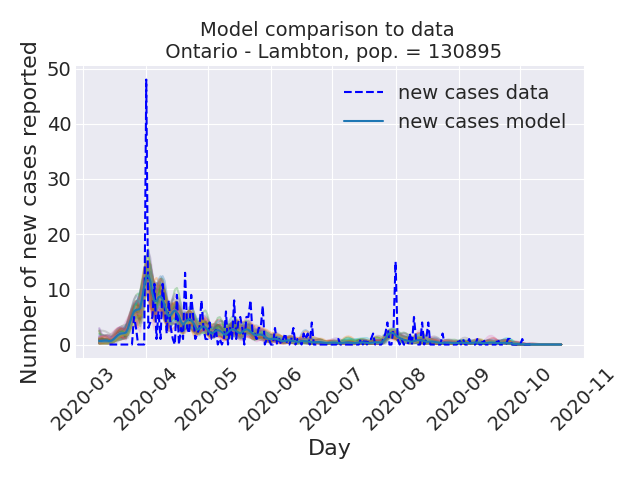 Model comparison to data
Ontario - Lambton, pop. = 130895
Number of new cases reported
50
40
30
20
10
0
new cases data
new cases model
2020-03
2020-04
2020-05
2020-06
2020-07
2020-08
2020-09
2020-10
2020-11
Day